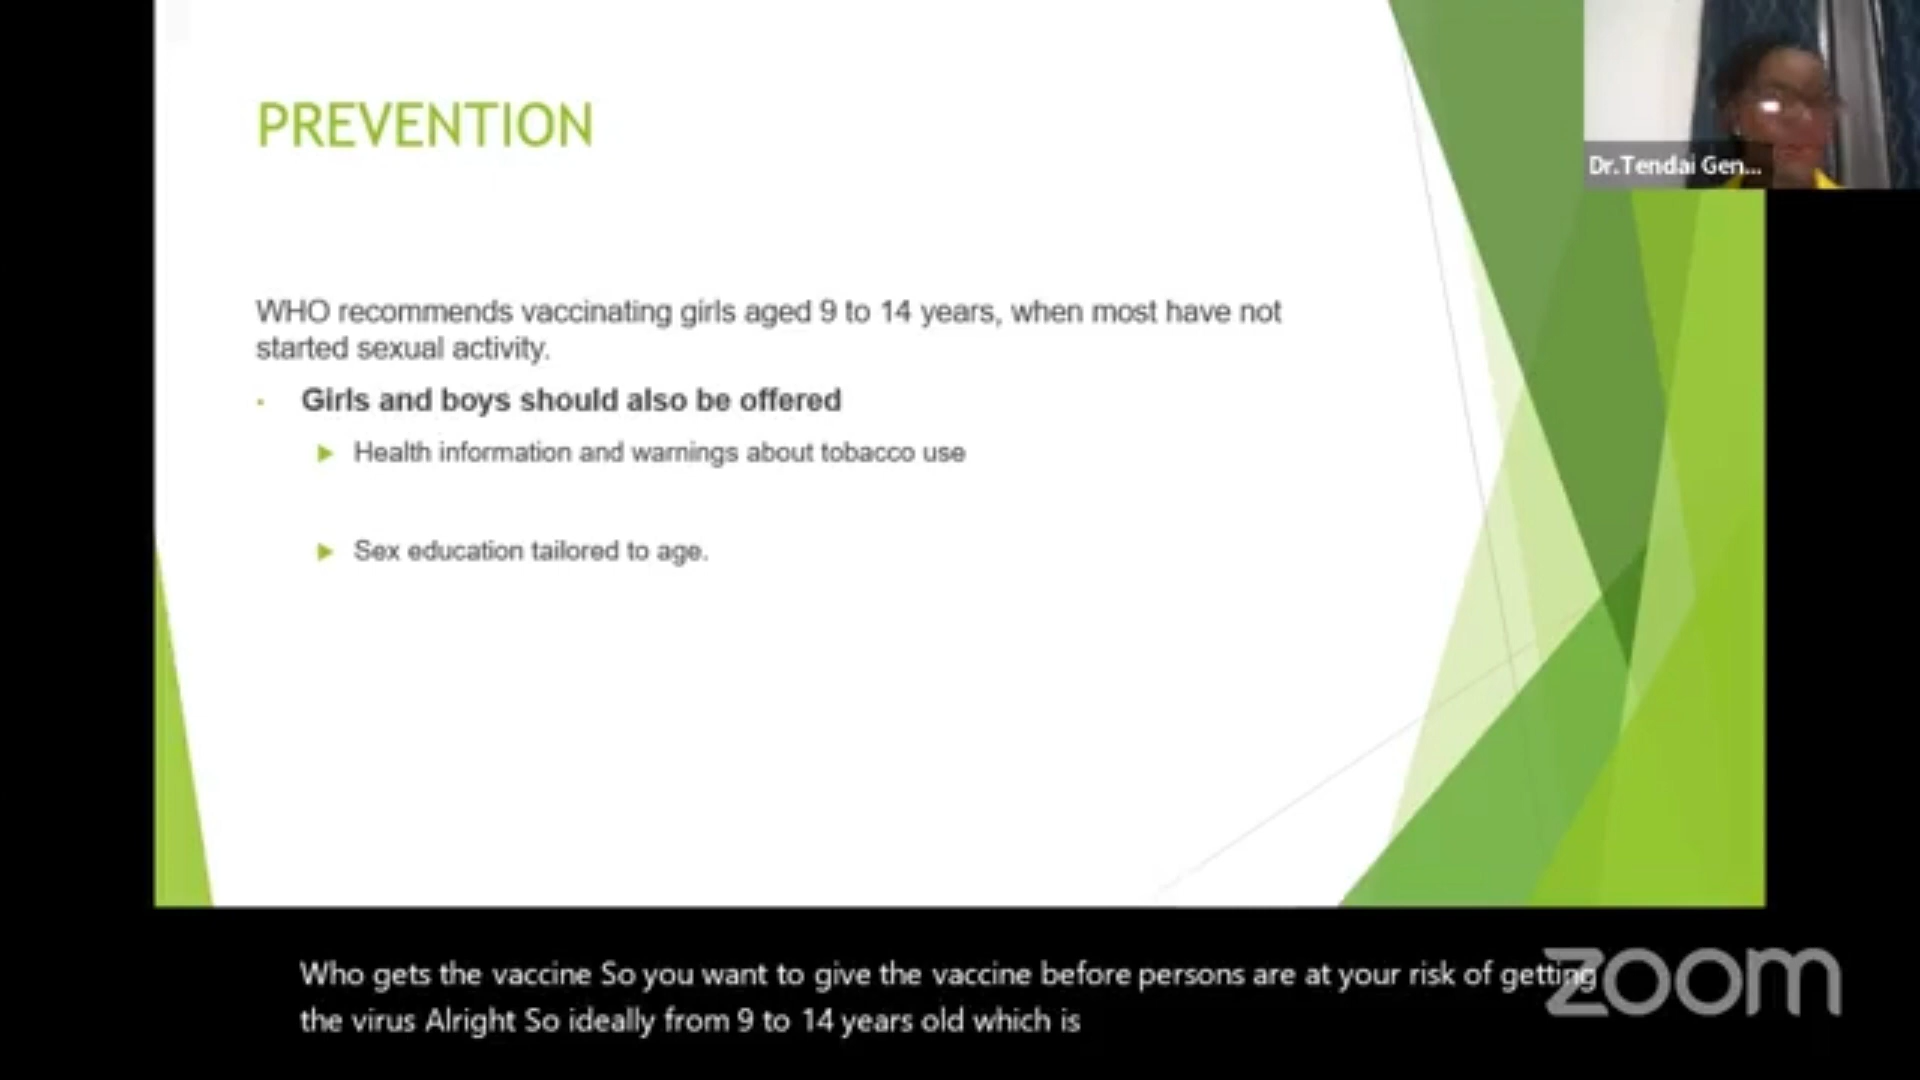 PREVENTION
Dr.Tendai Gen...
WHO recommends vaccinating girls aged 9 to 14 years, when most have not
started sexual activity.
Girls and boys should also be offered
Health information and warnings about tobacco use
Sex education tailored to age.
Who gets the vaccine So you want to give the vaccine before persons are at your risk of getting
the virus Alright So ideally from 9 to 14 years old which is
zoom